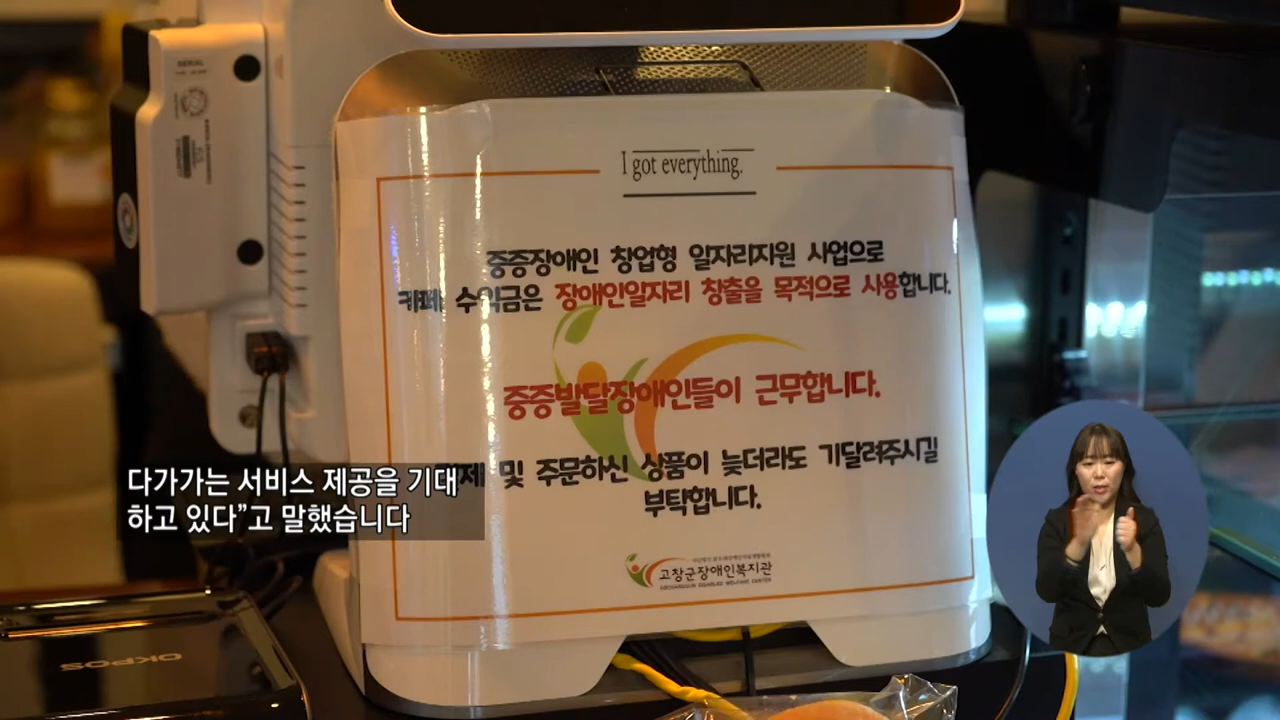 I got everything.
중증장애인 창업형 일자리지원 사업으로
카페 수익금은 장애인일자리 창출을 목적으로 사용합니다.
중증발달장애인들이 근무합니다.
및 주문하신 상품이 늦더라도 기달려주시길
부탁합니다.
다가가는 서비스 제공을 기대
하고 있다”고 말했습니다
고창군장애인복지관
OKPOS